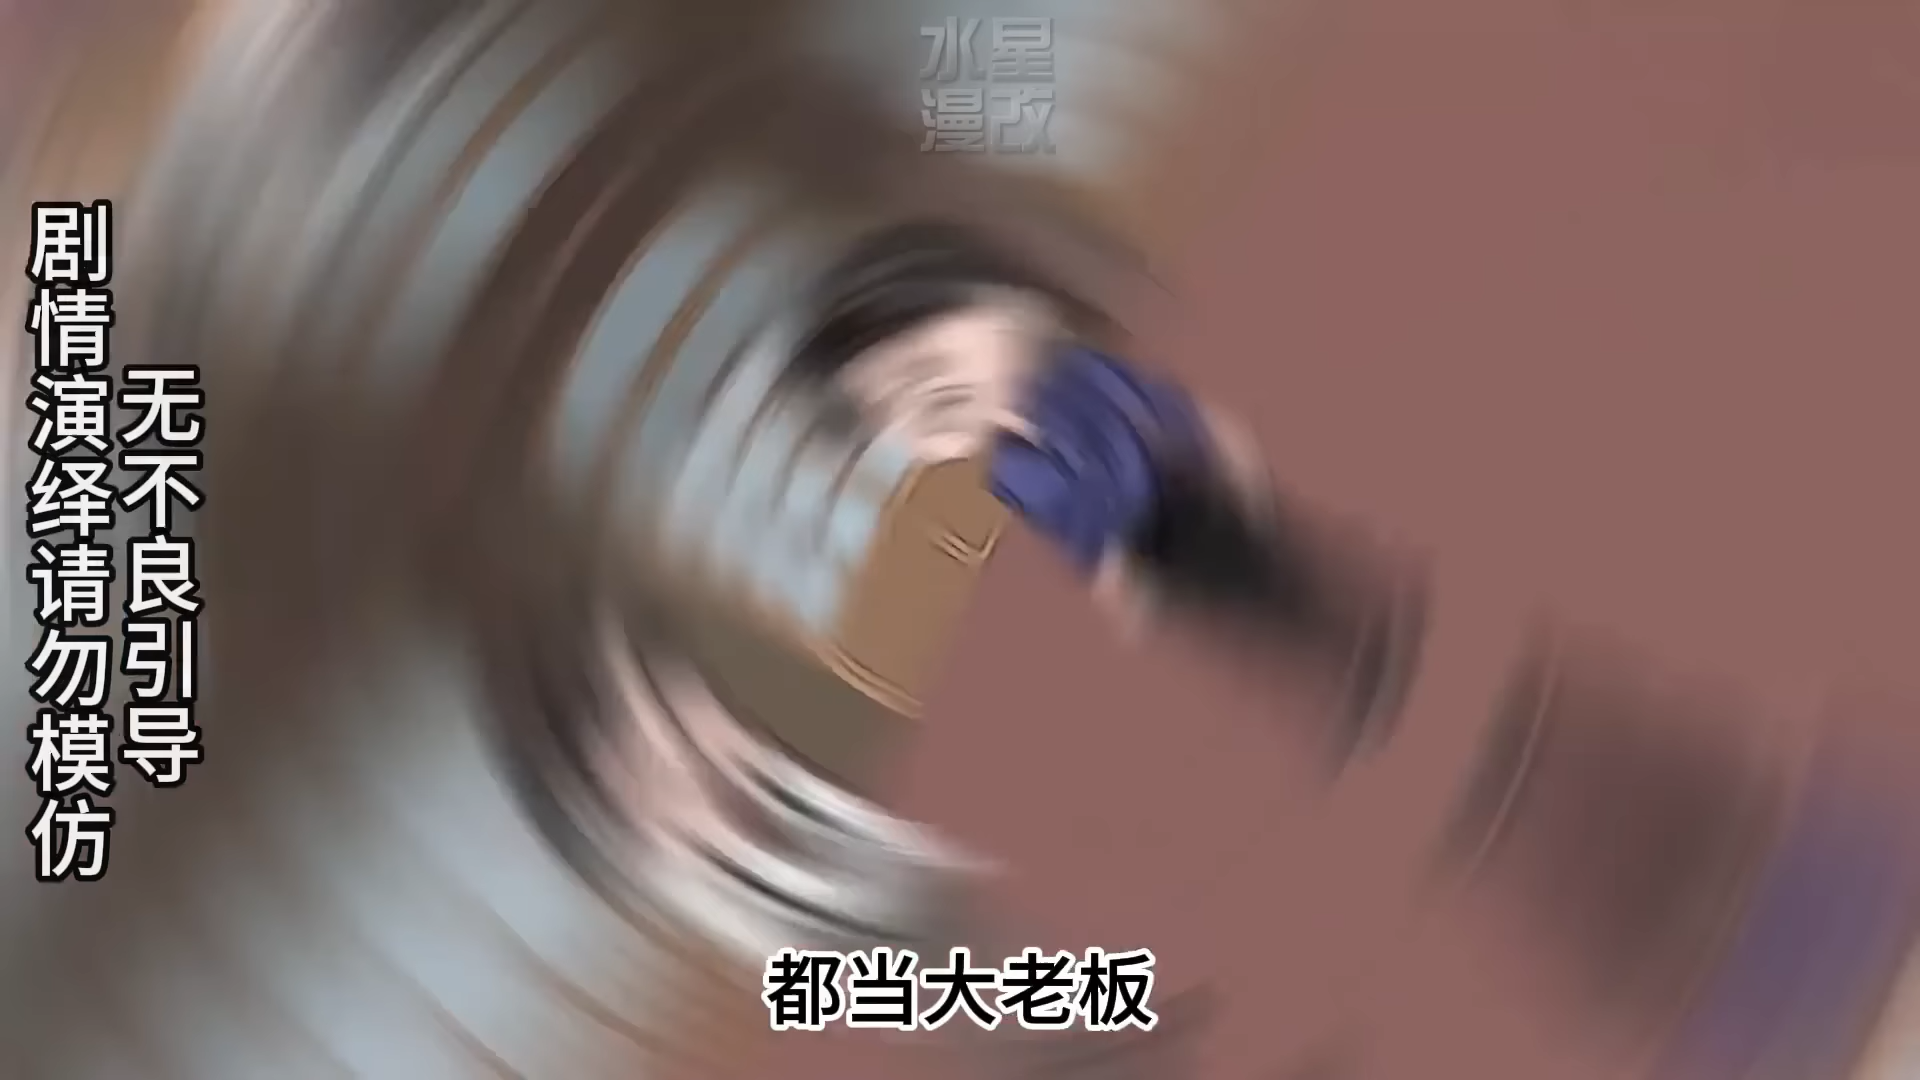 水星
漫改
剧情演绎请勿模仿
无不良引导
都当大老板